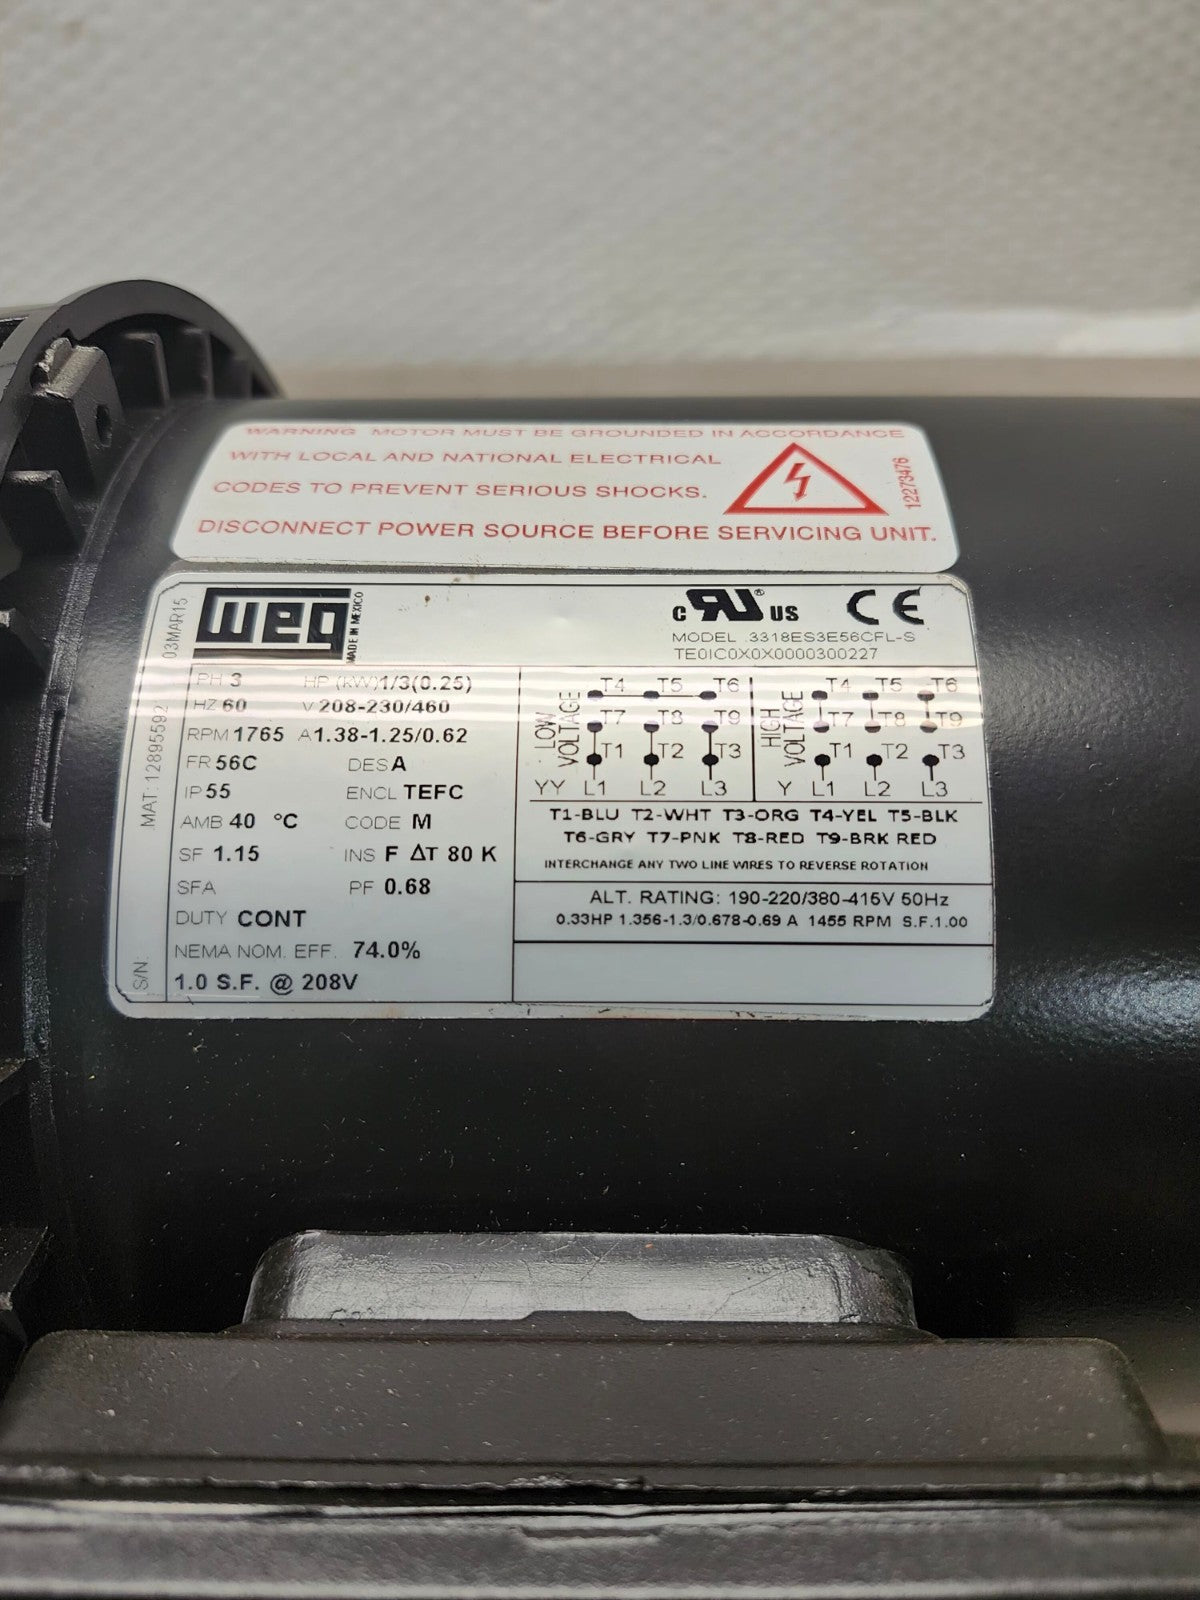 WARNING MOTOR MUST BE GROUNDED IN ACCORDANCE
WITH LOCAL AND NATIONAL ELECTRICAL
CODES TO PREVENT SERIOUS SHOCKS.
DISCONNECT POWER SOURCE BEFORE SERVICING UNIT.
12273476
03MAR15
MAT: 12895592
S/N:
weg
MADE IN MEXICO
c RU ® US CE
MODEL .3318ES3E56CFL-S
TE0IC0X0X0000300227
PH 3 HP (kW) 1/3(0.25)
HZ 60 V 208-230/460
RPM 1765 A 1.38-1.25/0.62
FR 56C DES A
IP 55 ENCL TEFC
AMB 40 °C CODE M
SF 1.15 INS F ΔT 80 K
SFA PF 0.68
DUTY CONT
NEMA NOM. EFF. 74.0%
1.0 S.F. @ 208V
LOW VOLTAGE
T4 T5 T6
T7 T8 T9
T1 T2 T3
YY L1 L2 L3
HIGH VOLTAGE
T4 T5 T6
T7 T8 T9
T1 T2 T3
Y L1 L2 L3
T1-BLU T2-WHT T3-ORG T4-YEL T5-BLK
T6-GRY T7-PNK T8-RED T9-BRK RED
INTERCHANGE ANY TWO LINE WIRES TO REVERSE ROTATION
ALT. RATING: 190-220/380-415V 50Hz
0.33HP 1.356-1.3/0.678-0.69 A 1455 RPM S.F.1.00